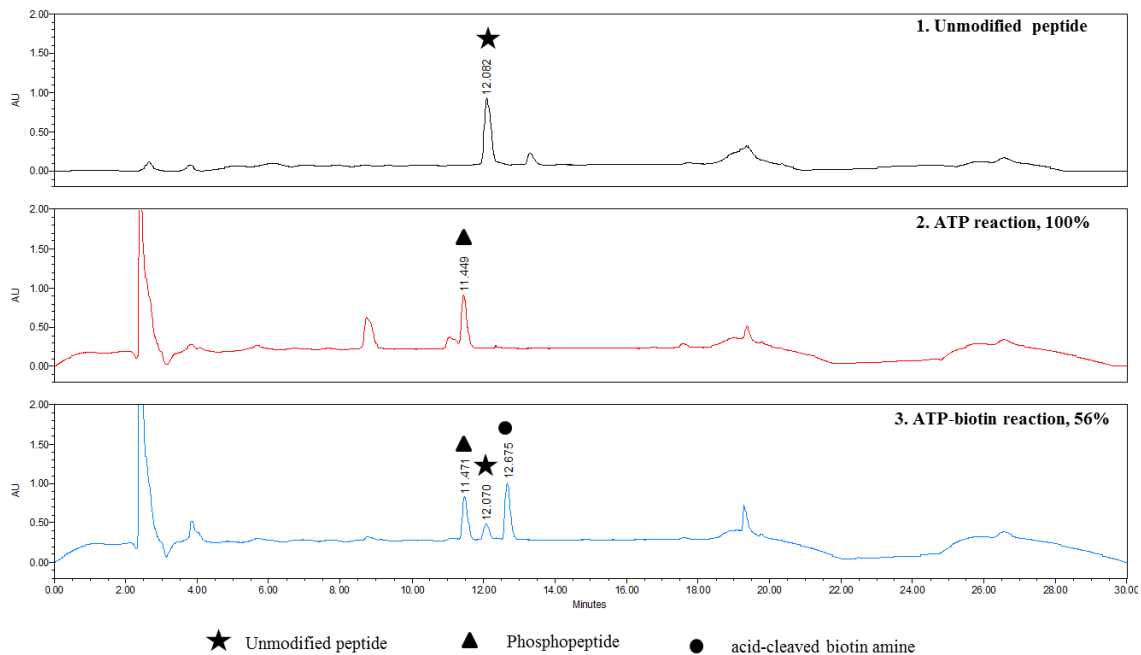 1. Unmodified peptide
12.082
2.00
1.50
1.00
0.50
0.00
AU
2. ATP reaction, 100%
11.449
2.00
1.50
1.00
0.50
0.00
AU
3. ATP-biotin reaction, 56%
11.471
12.070
12.675
2.00
1.50
1.00
0.50
0.00
AU
0.00 2.00 4.00 6.00 8.00 10.00 12.00 14.00 16.00 18.00 20.00 22.00 24.00 26.00 28.00 30.00
Minutes
Unmodified peptide Phosphopeptide acid-cleaved biotin amine